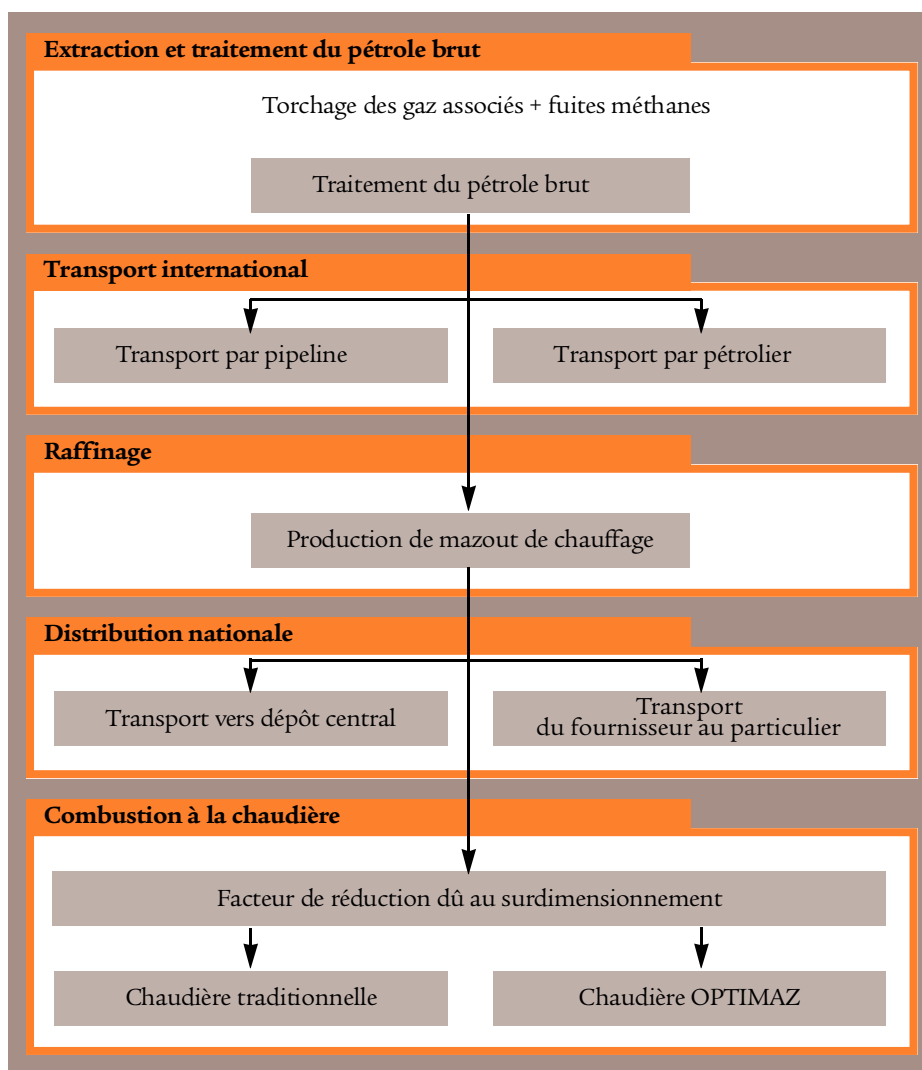 Extraction et traitement du pétrole brut
Torchage des gaz associés + fuites méthanes
Traitement du pétrole brut
Transport international
Transport par pipeline
Transport par pétrolier
Raffinage
Production de mazout de chauffage
Distribution nationale
Transport vers dépôt central
Transport
du fournisseur au particulier
Combustion à la chaudière
Facteur de réduction dû au surdimensionnement
Chaudière traditionnelle
Chaudière OPTIMAZ